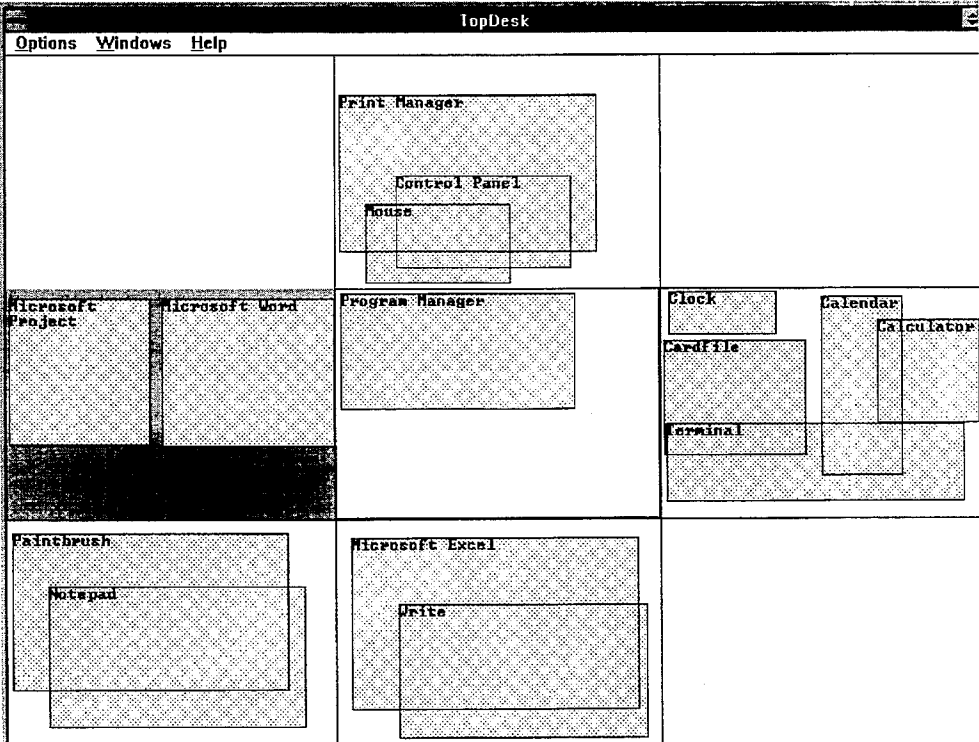 TopDesk
Options Windows Help
Print Manager
Control Panel
Mouse
Microsoft Project
Microsoft Word
Program Manager
Clock
Calendar
Calculator
Cardfile
Terminal
Paintbrush
Notepad
Microsoft Excel
Write